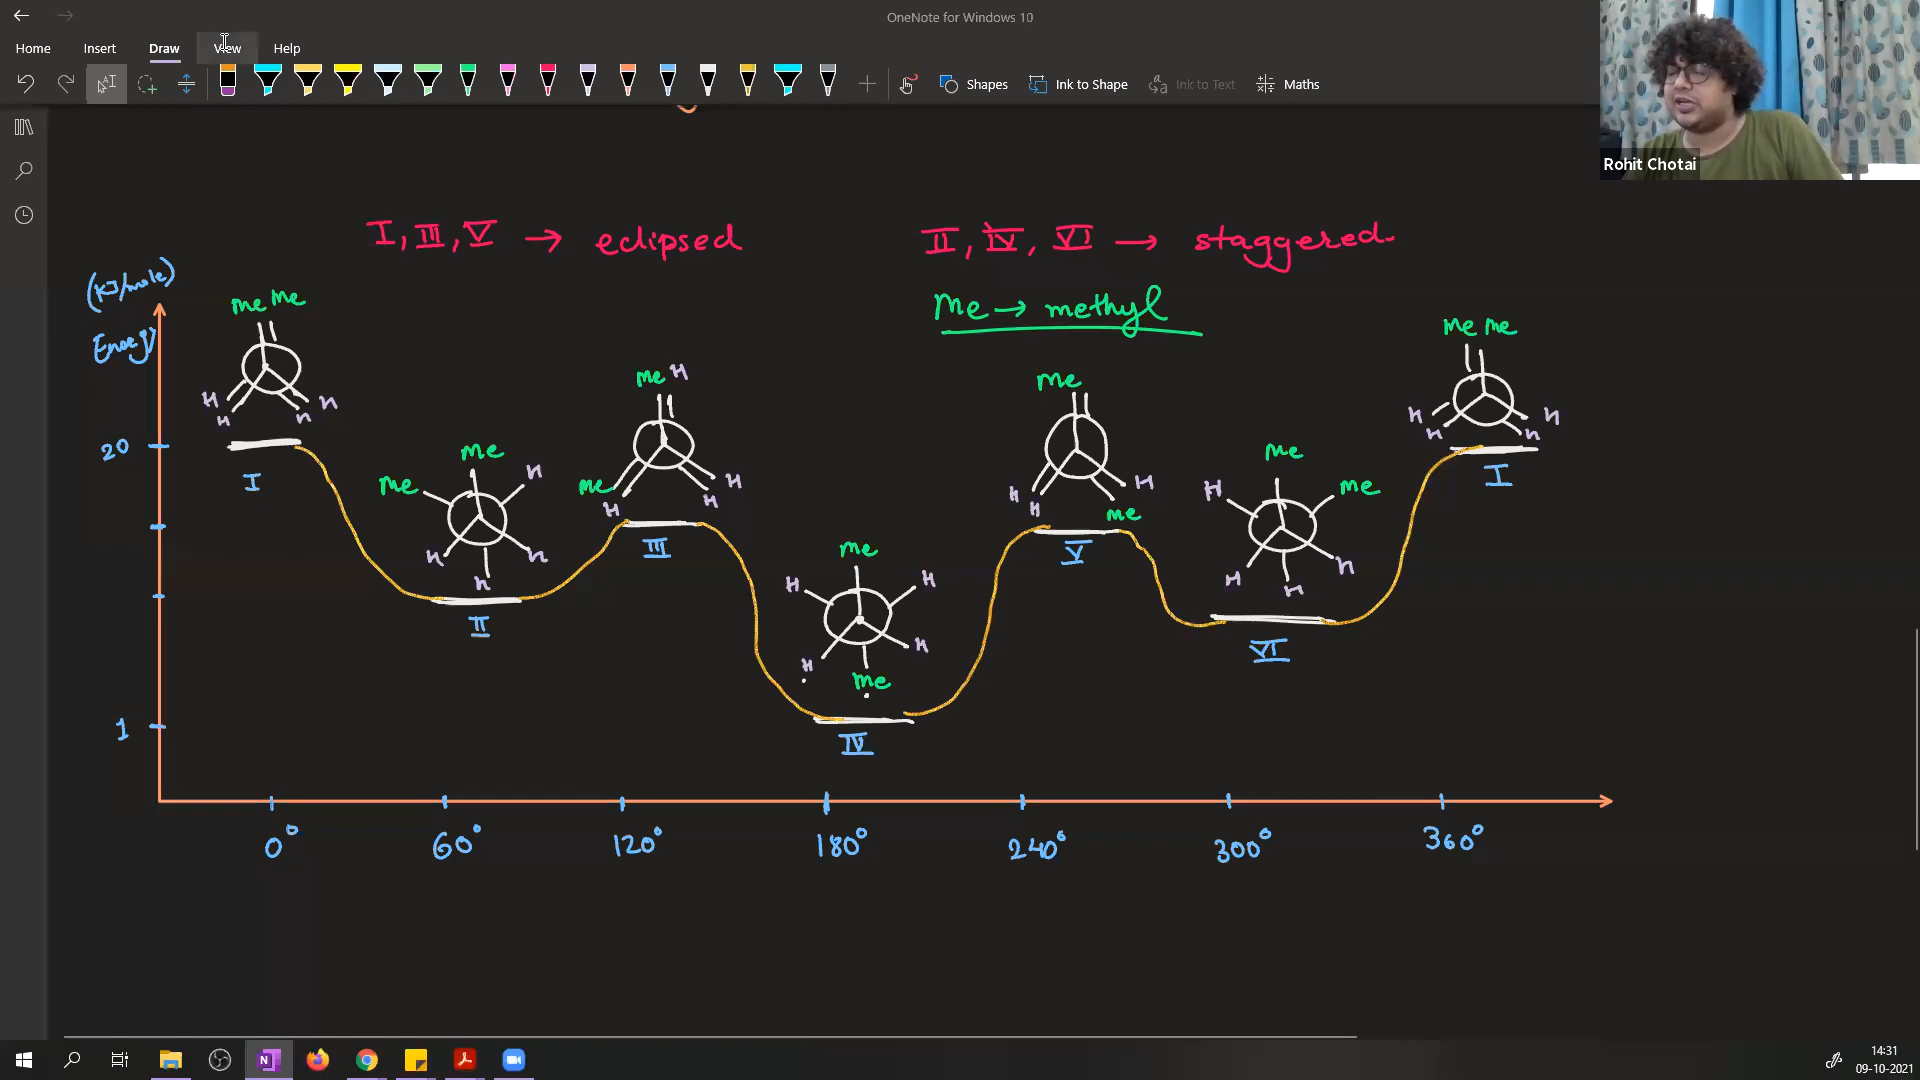 OneNote for Windows 10
Home Insert Draw View Help
Shapes Ink to Shape Ink to Text Maths
Rohit Chotai
I, III, V → eclipsed
II, IV, VI → staggered
(KJ/mole)
Energy
Me → methyl
Me Me
H H
H H
I
Me
Me H
H H
H
II
Me H
Me H
H H
III
Me
H H
H H
Me
IV
Me
H H
H Me
V
Me
H Me
H H
H
VI
Me Me
H H
H H
I
20
1
0° 60° 120° 180° 240° 300° 360°
14:31
09-10-2021